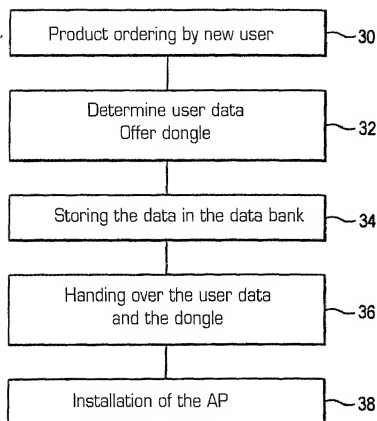 Product ordering by new user 30
Determine user data 32
Offer dongle
Storing the data in the data bank 34
Handing over the user data 36
and the dongle
Installation of the AP 38